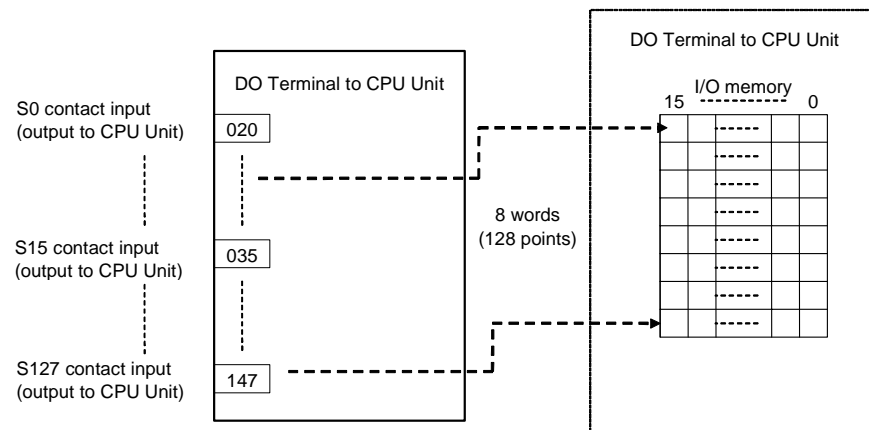 DO Terminal to CPU Unit
DO Terminal to CPU Unit
S0 contact input
(output to CPU Unit)
020
I/O memory
15
0
8 words
(128 points)
S15 contact input
(output to CPU Unit)
035
S127 contact input
(output to CPU Unit)
147